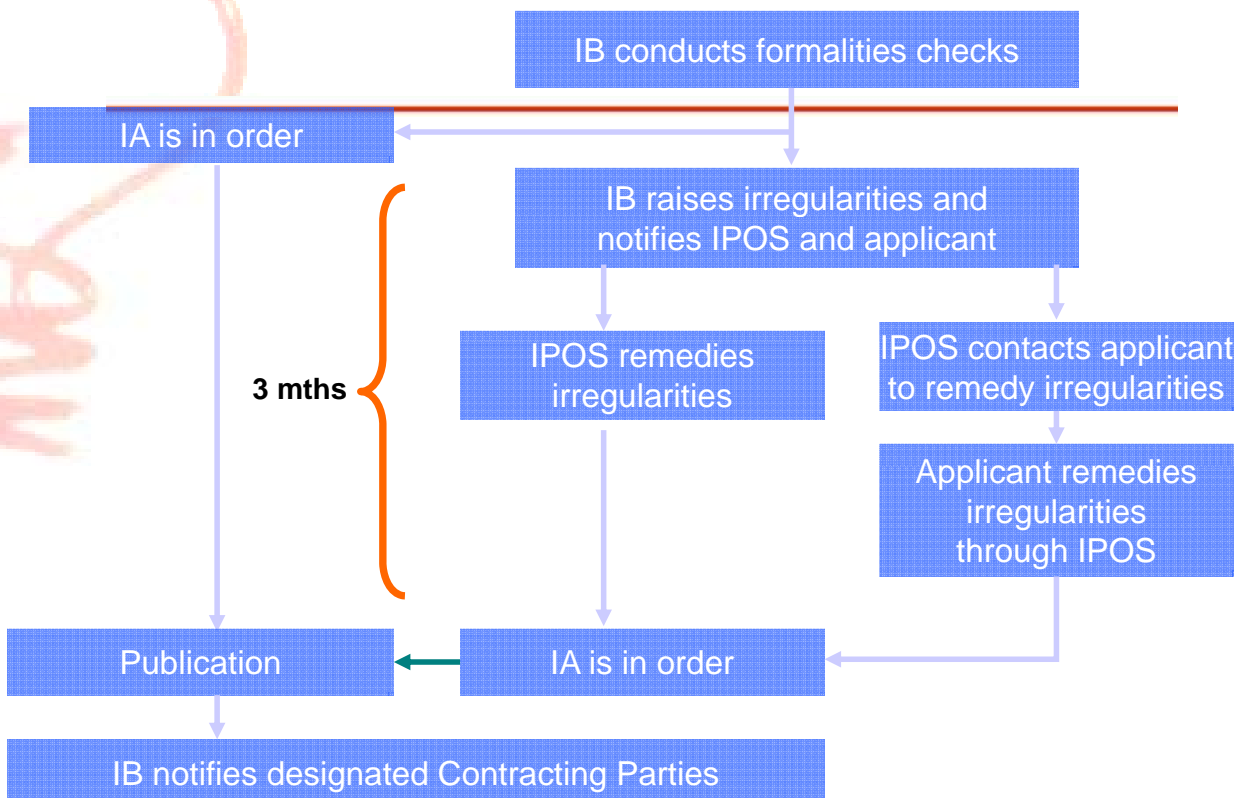 IB conducts formalities checks
IA is in order
IB raises irregularities and
notifies IPOS and applicant
3 mths
IPOS remedies
irregularities
IPOS contacts applicant
to remedy irregularities
Applicant remedies
irregularities
through IPOS
Publication
IA is in order
IB notifies designated Contracting Parties